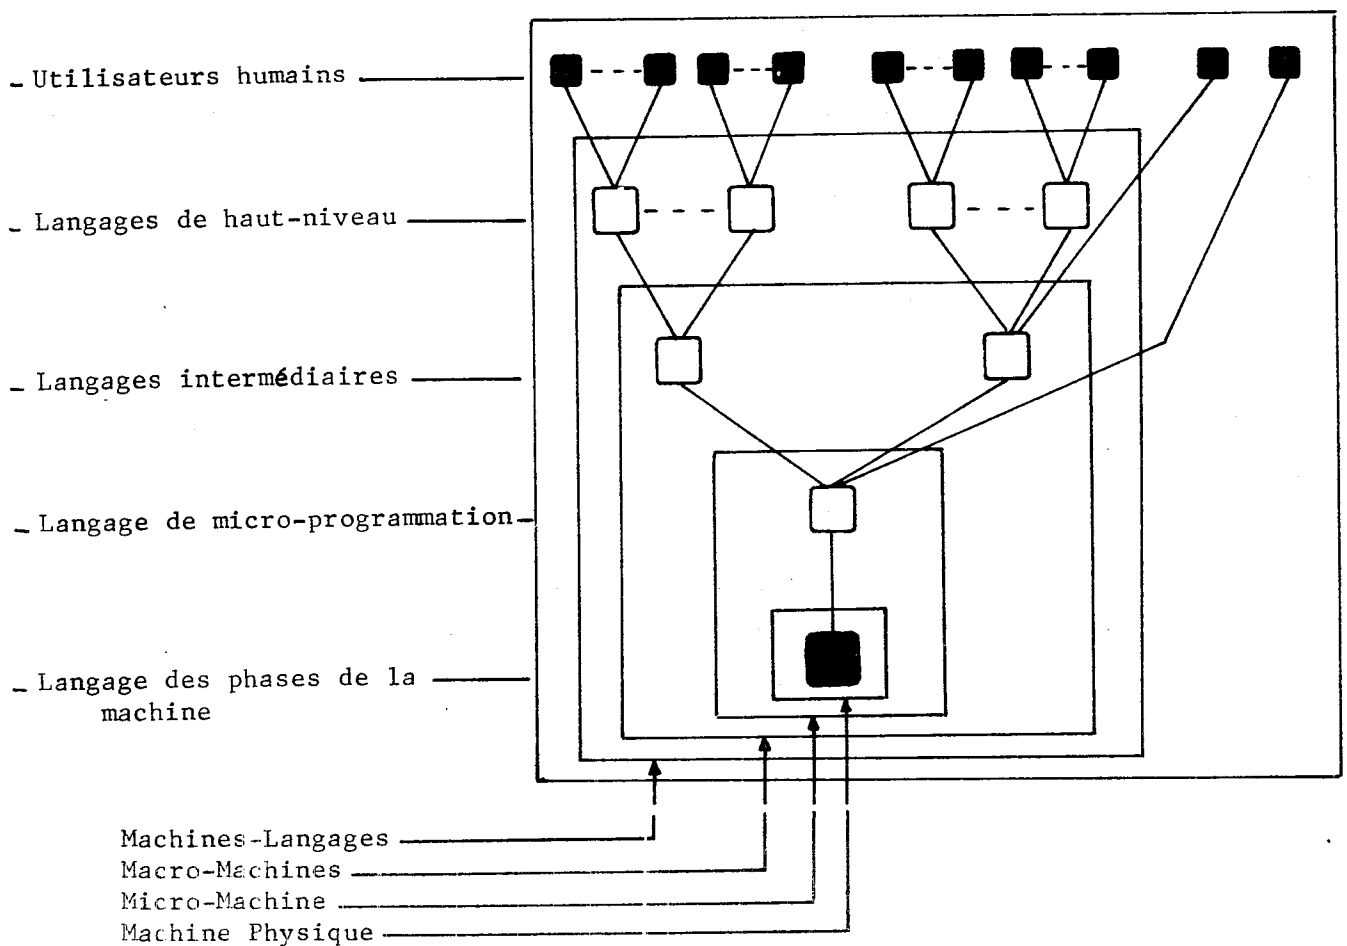 - Utilisateurs humains
- Langages de haut-niveau
- Langages intermédiaires
- Langage de micro-programmation
- Langage des phases de la
machine
Machines-Langages
Macro-Machines
Micro-Machine
Machine Physique